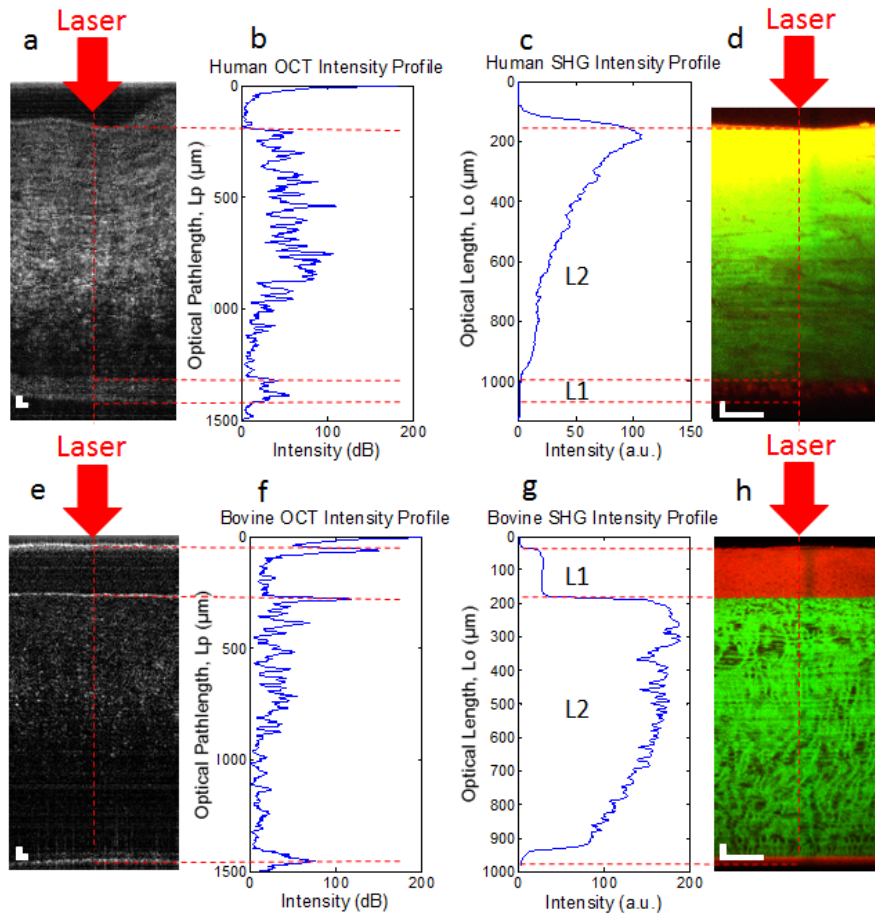 Laser
Laser
a
b
c
d
Human OCT Intensity Profile
Human SHG Intensity Profile
Optical Pathlength, Lp (µm)
0
500
000
1500
0
100
200
Intensity (dB)
Optical Length, Lo (µm)
0
200
400
600
800
1000
L2
L1
0
50
100
150
Intensity (a.u.)
Laser
Laser
e
f
g
h
Bovine OCT Intensity Profile
Bovine SHG Intensity Profile
Optical Pathlength, Lp (µm)
0
500
1000
1500
0
50
100
150
200
Intensity (dB)
Optical Length, Lo (µm)
0
100
200
300
400
500
600
700
800
900
1000
L1
L2
0
100
200
Intensity (a.u.)